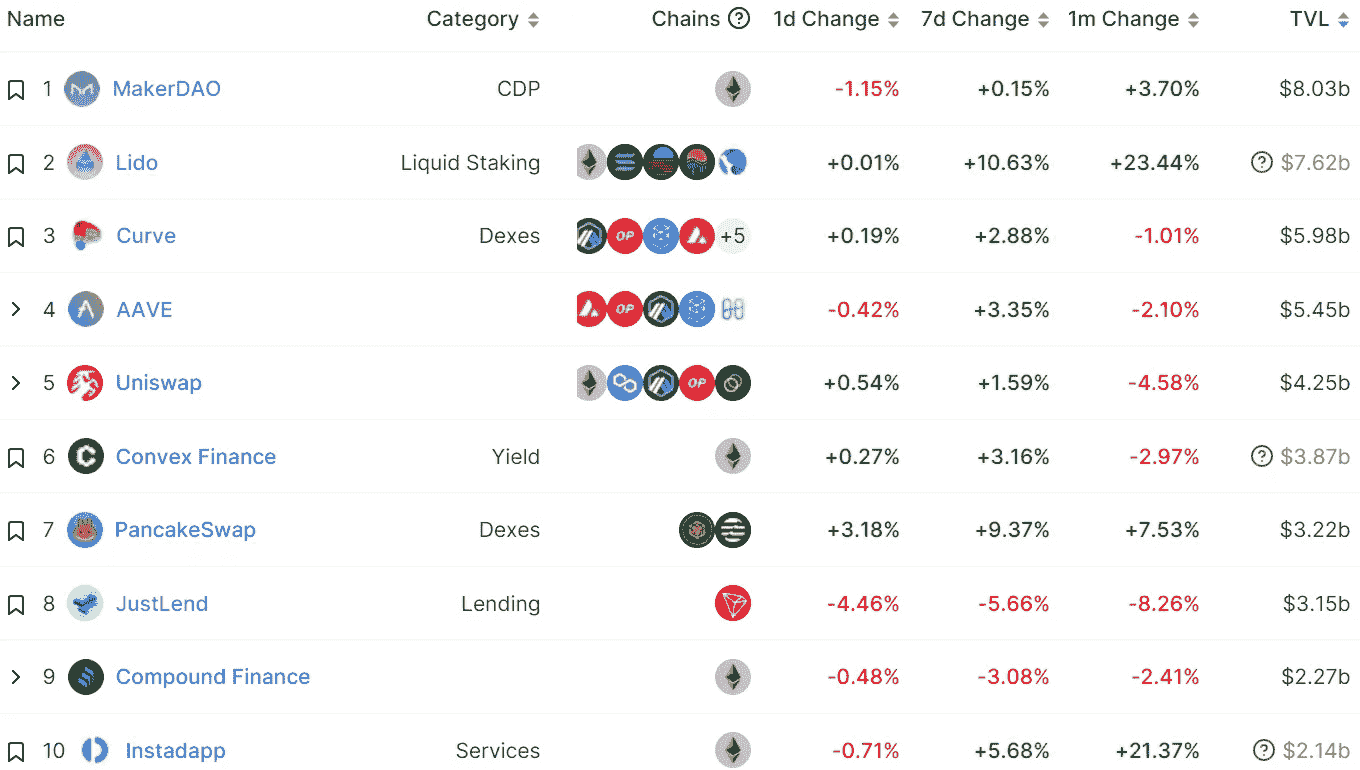 Name Category Chains ? 1d Change 7d Change 1m Change TVL
1 MakerDAO CDP -1.15% +0.15% +3.70% $8.03b
2 Lido Liquid Staking +0.01% +10.63% +23.44% ? $7.62b
3 Curve Dexes OP +5 +0.19% +2.88% -1.01% $5.98b
4 AAVE OP -0.42% +3.35% -2.10% $5.45b
5 Uniswap OP +0.54% +1.59% -4.58% $4.25b
6 Convex Finance Yield +0.27% +3.16% -2.97% ? $3.87b
7 PancakeSwap Dexes +3.18% +9.37% +7.53% $3.22b
8 JustLend Lending -4.46% -5.66% -8.26% $3.15b
9 Compound Finance -0.48% -3.08% -2.41% $2.27b
10 Instadapp Services -0.71% +5.68% +21.37% ? $2.14b